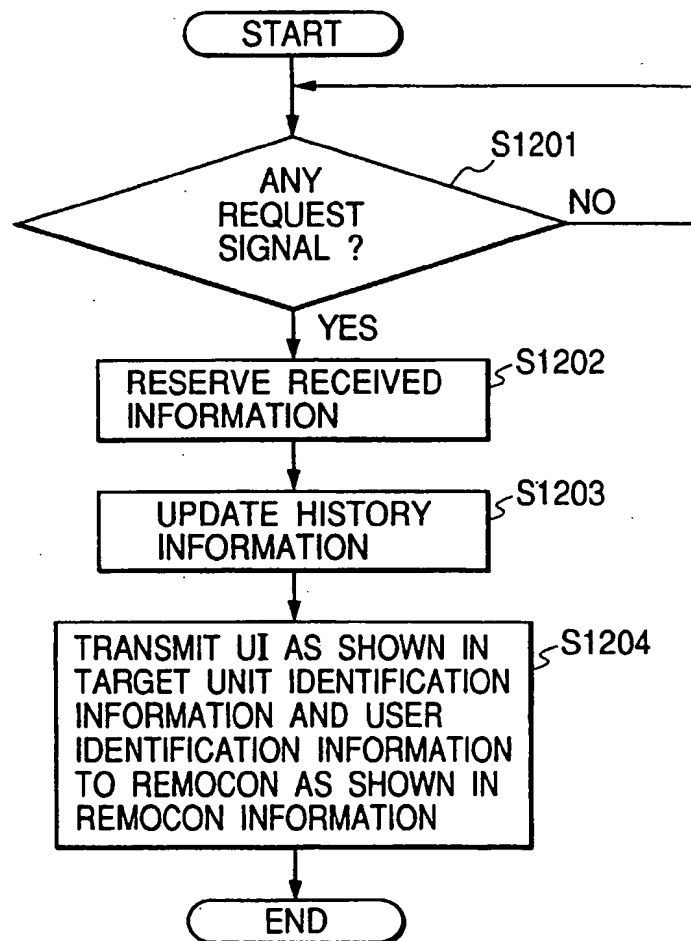 START
S1201
ANY
REQUEST
SIGNAL ?
NO
YES
S1202
RESERVE RECEIVED
INFORMATION
S1203
UPDATE HISTORY
INFORMATION
S1204
TRANSMIT UI AS SHOWN IN
TARGET UNIT IDENTIFICATION
INFORMATION AND USER
IDENTIFICATION INFORMATION
TO REMOCON AS SHOWN IN
REMOCON INFORMATION
END